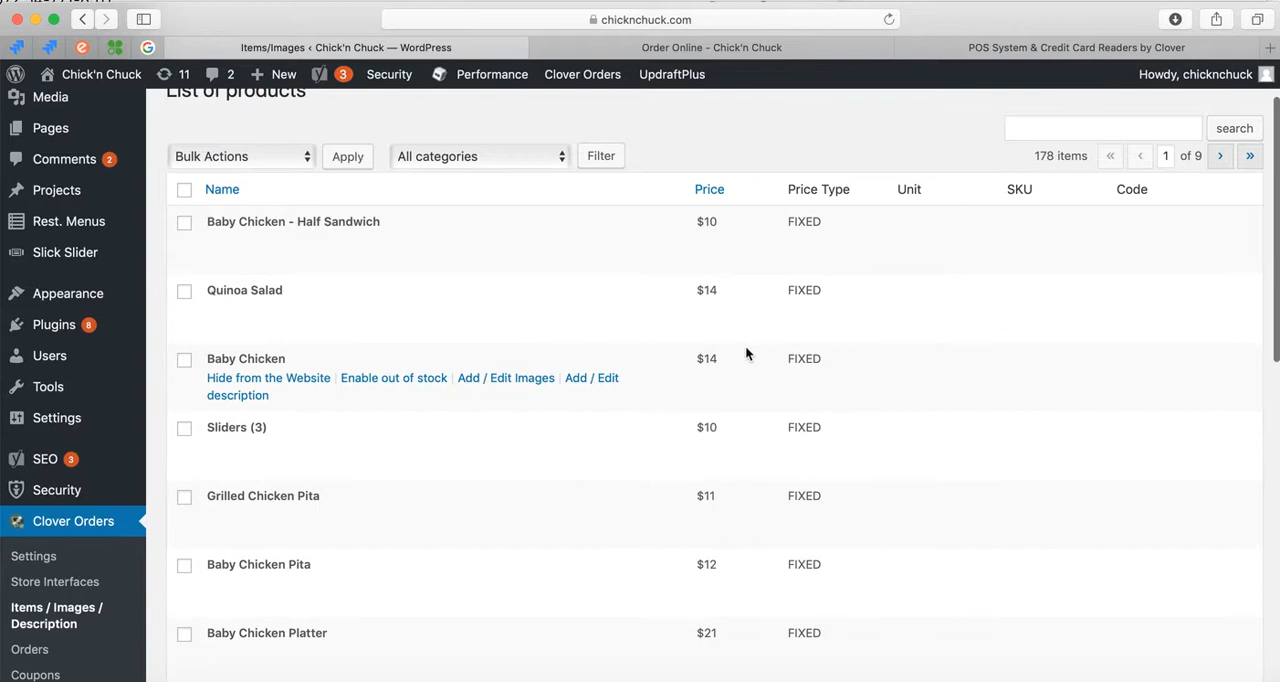 chicknchuck.com
Items/Images ‹ Chick'n Chuck — WordPress
Order Online - Chick'n Chuck
POS System & Credit Card Readers by Clover
Chick'n Chuck 11 2 New 3 Security Performance Clover Orders UpdraftPlus Howdy, chicknchuck
Media
Pages
Comments 2
Projects
Rest. Menus
Slick Slider
Appearance
Plugins 8
Users
Tools
Settings
SEO 3
Security
Clover Orders
Settings
Store Interfaces
Items / Images /
Description
Orders
Coupons
List of products
search
Bulk Actions Apply All categories Filter 178 items « ‹ 1 of 9 › »
Name Price Price Type Unit SKU Code
Baby Chicken - Half Sandwich $10 FIXED
Quinoa Salad $14 FIXED
Baby Chicken $14 FIXED
Hide from the Website | Enable out of stock | Add / Edit Images | Add / Edit
description
Sliders (3) $10 FIXED
Grilled Chicken Pita $11 FIXED
Baby Chicken Pita $12 FIXED
Baby Chicken Platter $21 FIXED